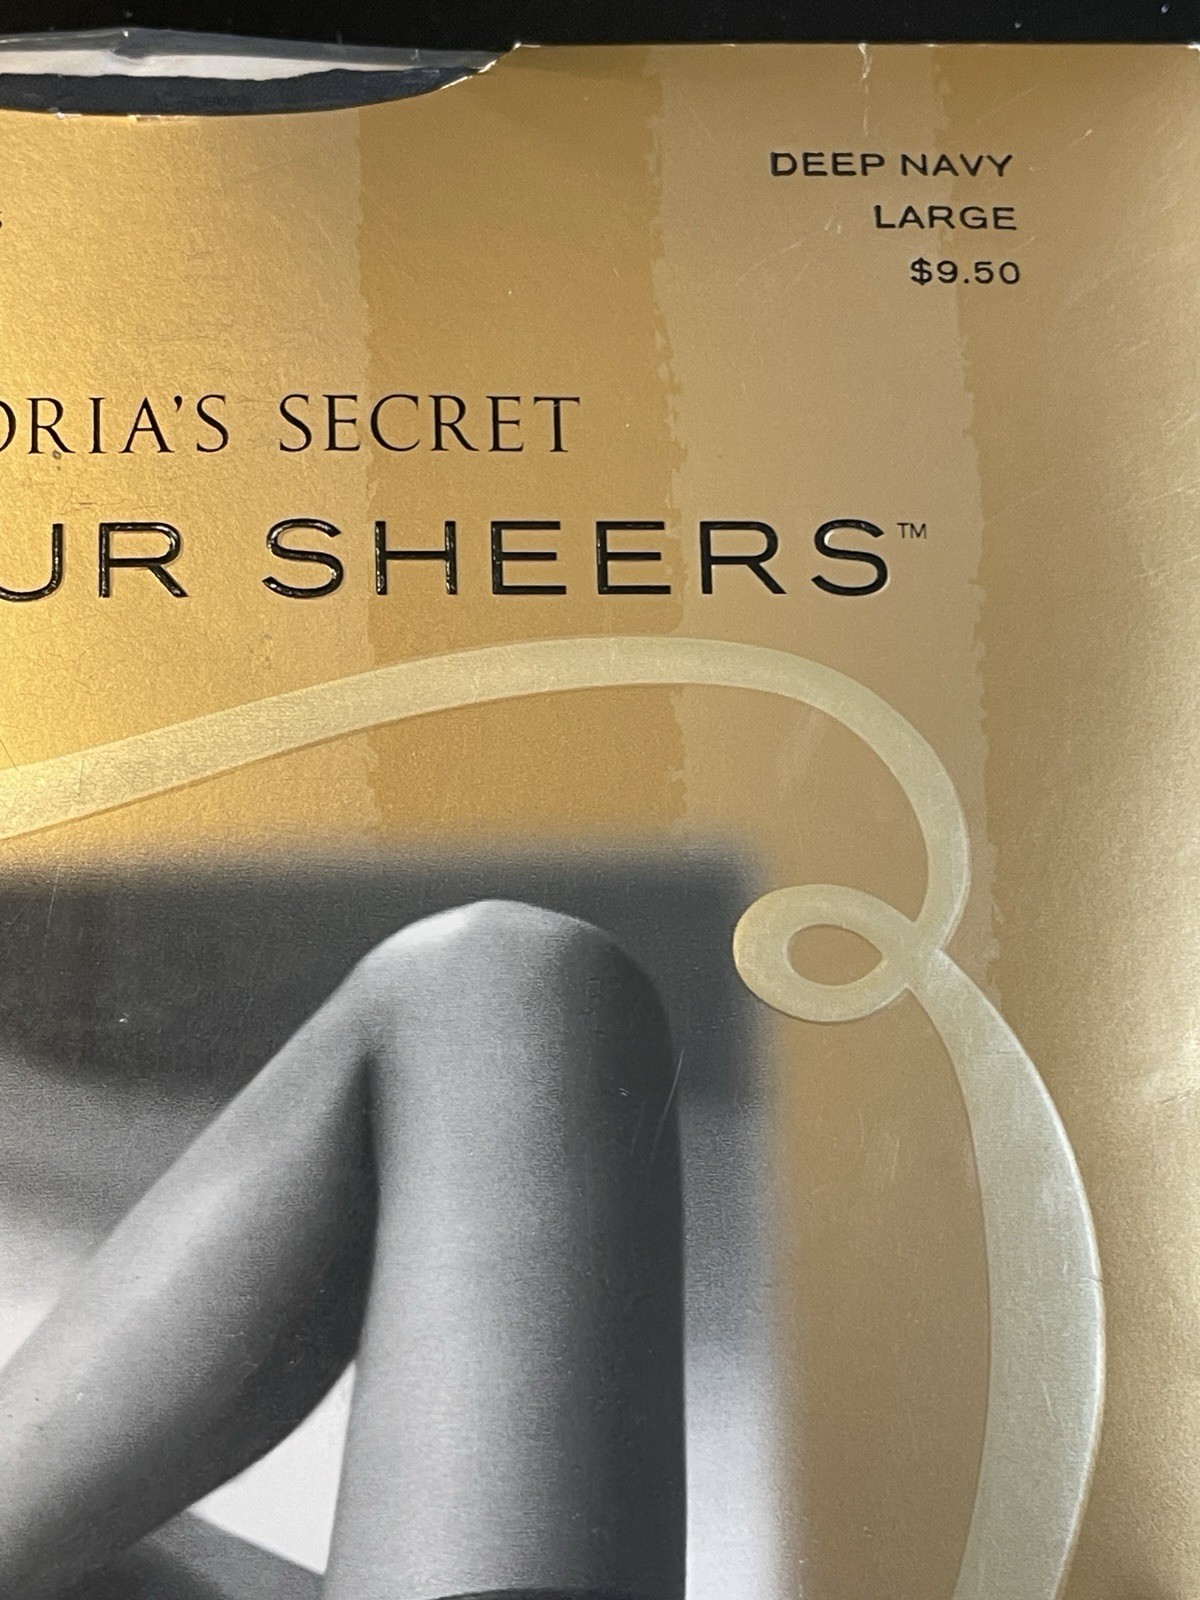 DEEP NAVY
LARGE
$9.50
ORIA'S SECRET
UR SHEERS™